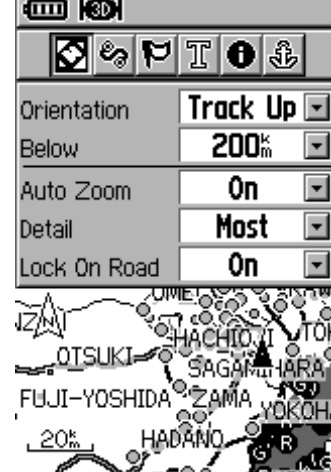 3D
T i
Orientation Track Up
Below 200km
Auto Zoom On
Detail Most
Lock On Road On
HACHIOJI
OTSUKI
SAGAMIHARA
FUJI-YOSHIDA ZAMA
YOKOH
20km HADANO
G R